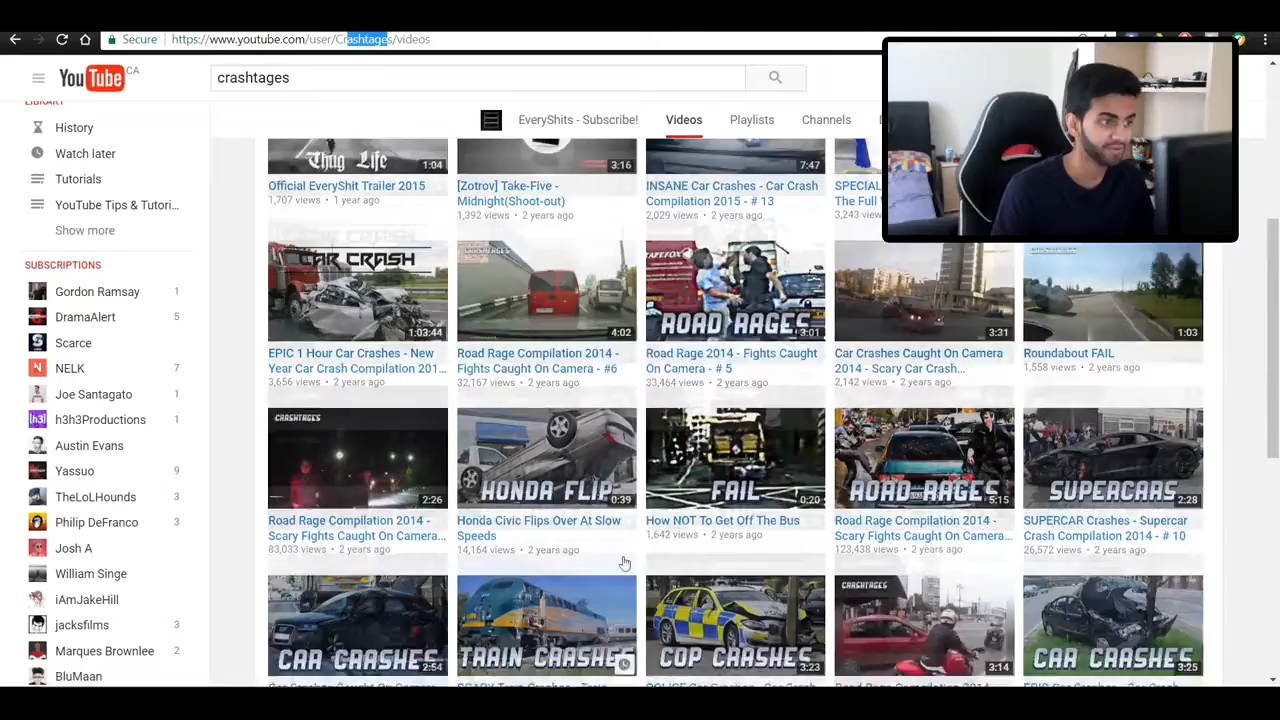 Secure https://www.youtube.com/user/Crashtages/videos
YouTube CA
crashtages
LIBRARY
History
Watch later
Tutorials
YouTube Tips & Tutori...
Show more
SUBSCRIPTIONS
Gordon Ramsay 1
DramaAlert 5
Scarce
NELK 7
Joe Santagato 1
h3h3Productions 1
Austin Evans
Yassuo 9
TheLoLHounds 3
Philip DeFranco 3
Josh A
William Singe
iAmJakeHill
jacksfilms 3
Marques Brownlee 2
BluMaan
EveryShits - Subscribe! Videos Playlists Channels
Thug Life
1:04
Official EveryShit Trailer 2015
1,707 views • 1 year ago
3:16
[Zotrov] Take-Five -
Midnight(Shoot-out)
1,392 views • 2 years ago
7:47
INSANE Car Crashes - Car Crash
Compilation 2015 - # 13
2,029 views • 2 years ago
SPECIAL
The Full
3,243 views
CAR CRASH
1:03:44
EPIC 1 Hour Car Crashes - New
Year Car Crash Compilation 201...
3,656 views • 2 years ago
4:02
Road Rage Compilation 2014 -
Fights Caught On Camera - #6
32,167 views • 2 years ago
ROAD RAGES
3:01
Road Rage 2014 - Fights Caught
On Camera - # 5
33,464 views • 2 years ago
3:31
Car Crashes Caught On Camera
2014 - Scary Car Crash...
2,142 views • 2 years ago
1:03
Roundabout FAIL
1,558 views • 2 years ago
CRASHTAGES
2:26
Road Rage Compilation 2014 -
Scary Fights Caught On Camera...
83,033 views • 2 years ago
HONDA FLIP
0:39
Honda Civic Flips Over At Slow
Speeds
14,164 views • 2 years ago
FAIL
0:20
How NOT To Get Off The Bus
1,642 views • 2 years ago
ROAD RAGES
5:15
Road Rage Compilation 2014 -
Scary Fights Caught On Camera...
123,438 views • 2 years ago
SUPERCARS
2:28
SUPERCAR Crashes - Supercar
Crash Compilation 2014 - # 10
26,572 views • 2 years ago
CAR CRASHES
2:54
TRAIN CRASHES
COP CRASHES
3:23
CRASHTAGES
3:14
CAR CRASHES
3:25